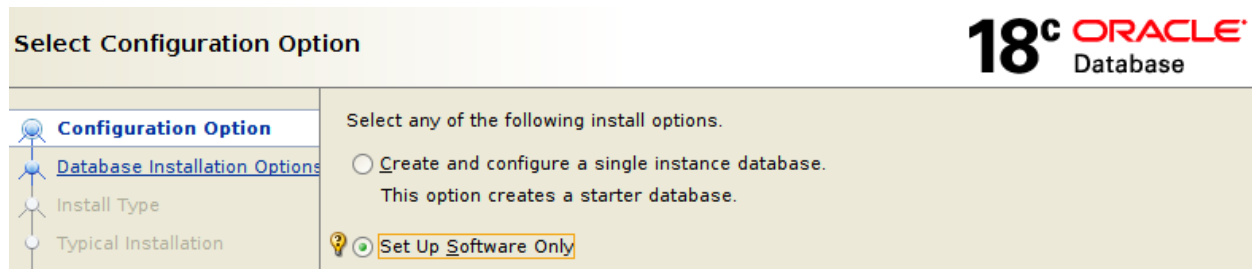 Select Configuration Option
18c ORACLE
Database
Configuration Option
Database Installation Options
Install Type
Typical Installation
Select any of the following install options.
Create and configure a single instance database.
This option creates a starter database.
Set Up Software Only